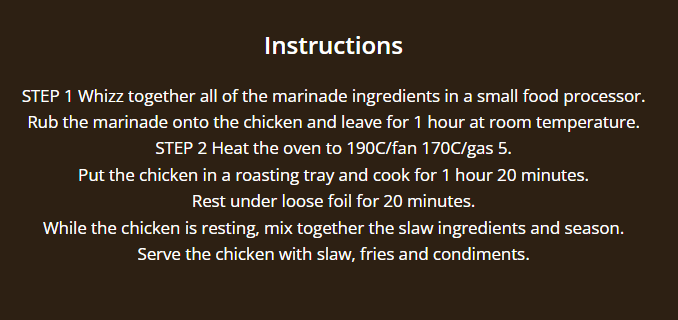 Instructions
STEP 1 Whizz together all of the marinade ingredients in a small food processor.
Rub the marinade onto the chicken and leave for 1 hour at room temperature.
STEP 2 Heat the oven to 190C/fan 170C/gas 5.
Put the chicken in a roasting tray and cook for 1 hour 20 minutes.
Rest under loose foil for 20 minutes.
While the chicken is resting, mix together the slaw ingredients and season.
Serve the chicken with slaw, fries and condiments.